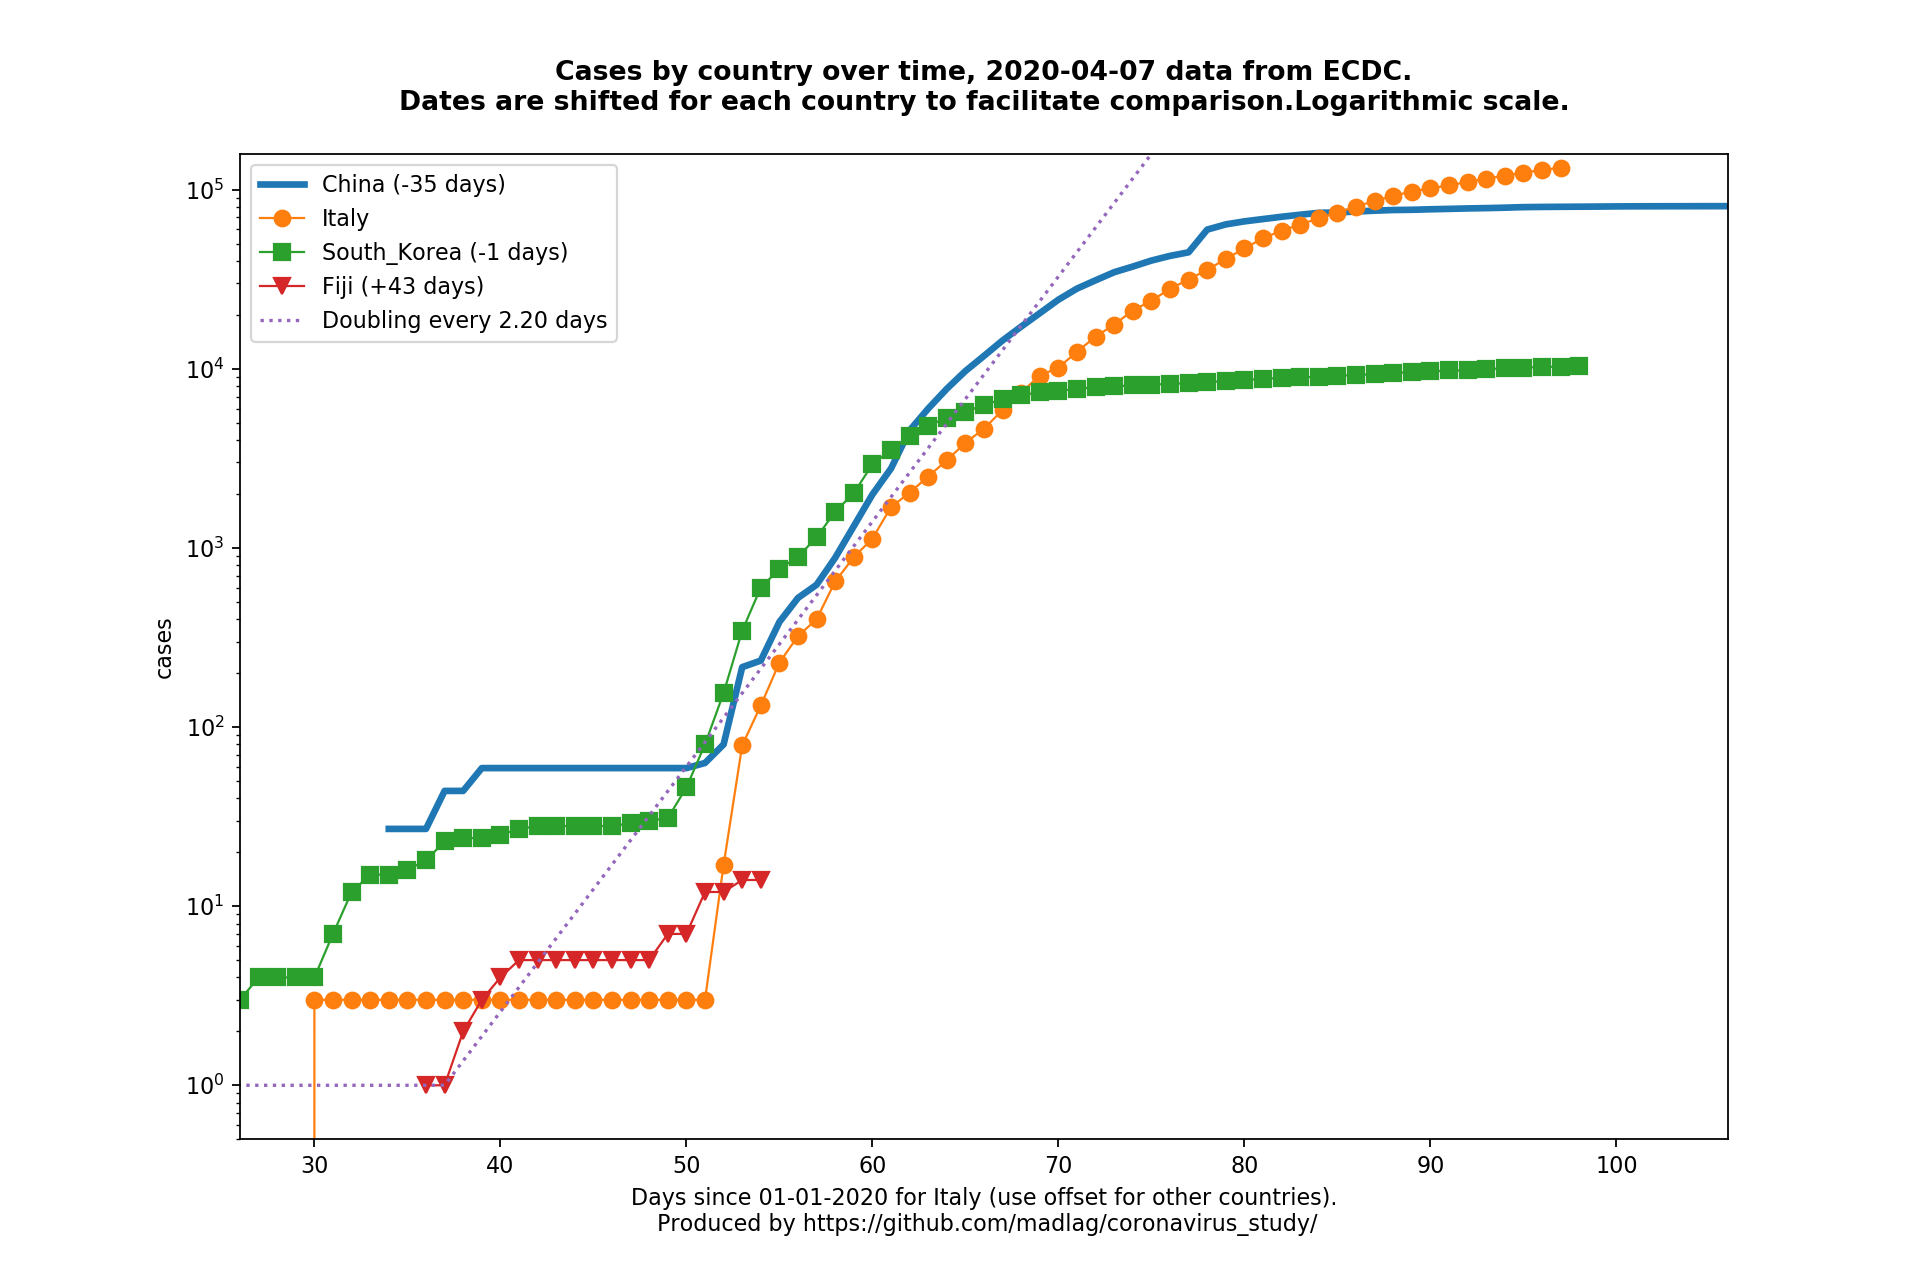 Cases by country over time, 2020-04-07 data from ECDC.
Dates are shifted for each country to facilitate comparison.Logarithmic scale.
China (-35 days)
Italy
South_Korea (-1 days)
Fiji (+43 days)
Doubling every 2.20 days
10^5
10^4
10^3
10^2
10^1
10^0
cases
30 40 50 60 70 80 90 100
Days since 01-01-2020 for Italy (use offset for other countries).
Produced by https://github.com/madlag/coronavirus_study/